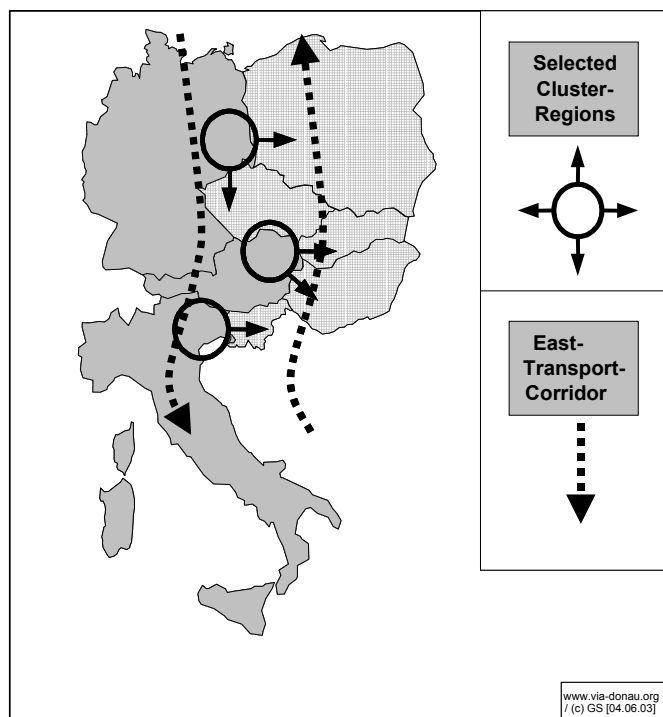 Selected
Cluster-
Regions
East-
Transport-
Corridor
www.via-donau.org
/ (c) GS [04.06.03]